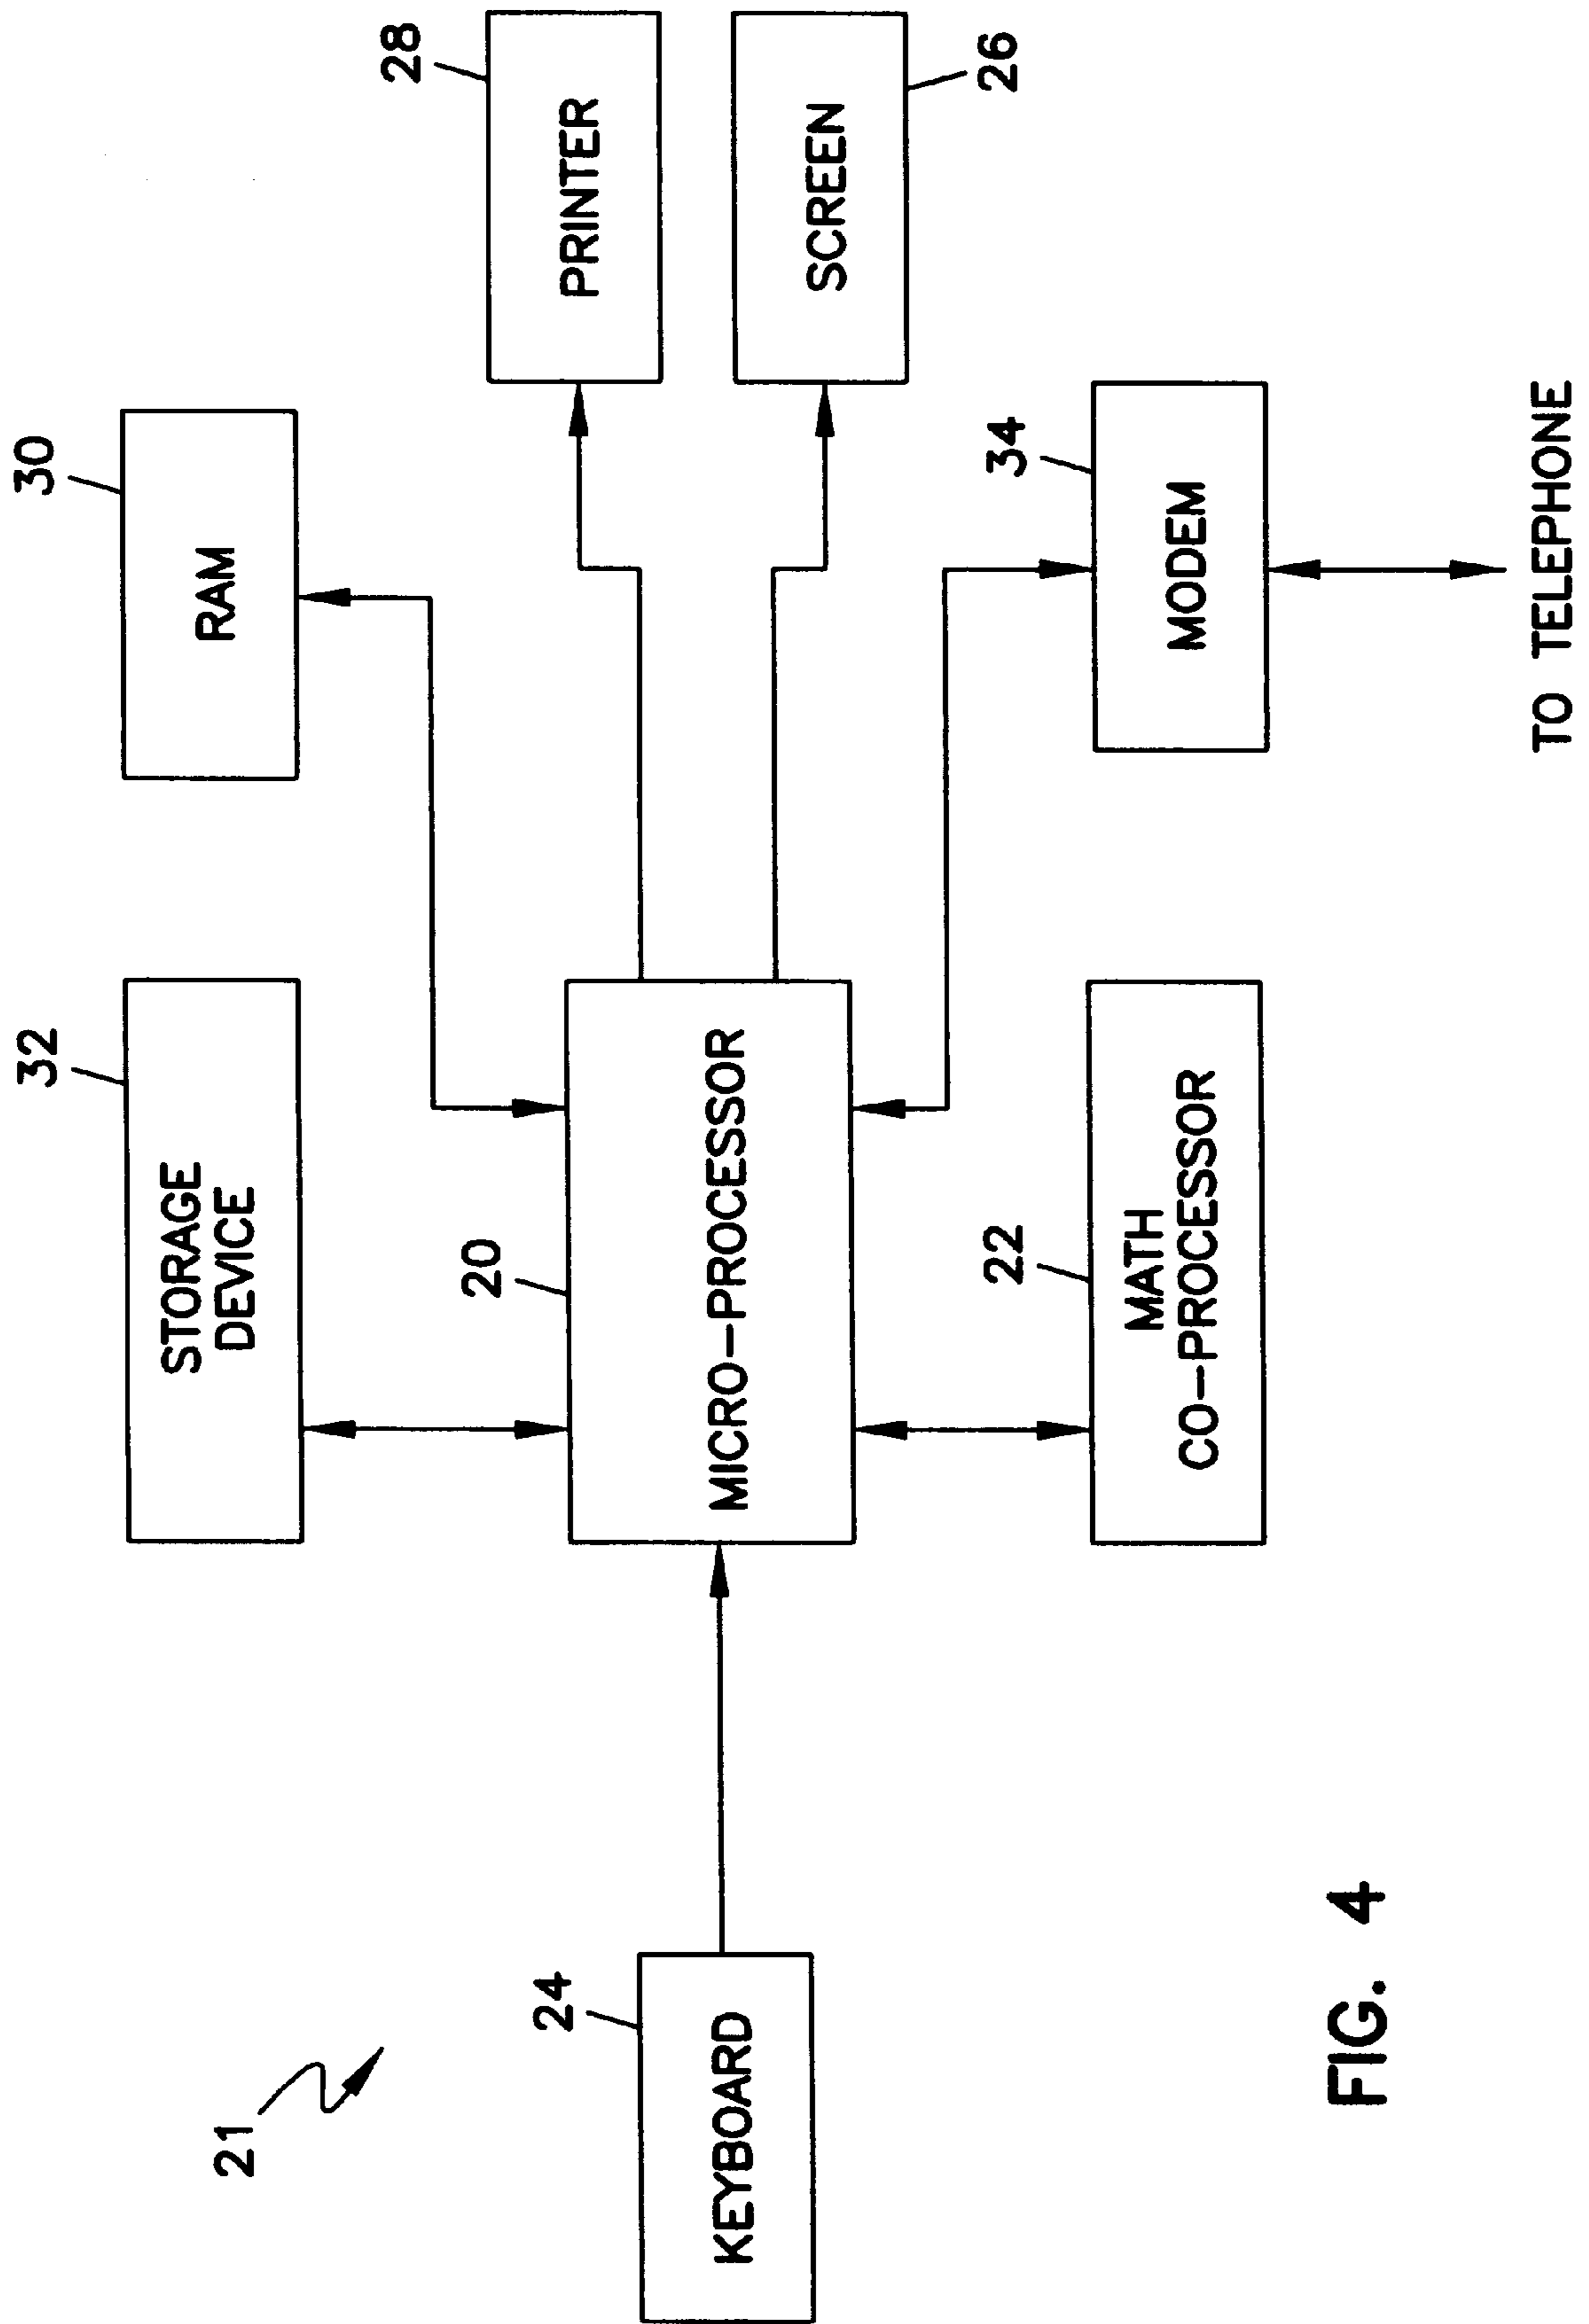 32
30
STORAGE
DEVICE
RAM
28
PRINTER
21
24
20
KEYBOARD
MICRO-PROCESSOR
SCREEN
26
22
34
MATH
CO-PROCESSOR
MODEM
FIG. 4
TO TELEPHONE